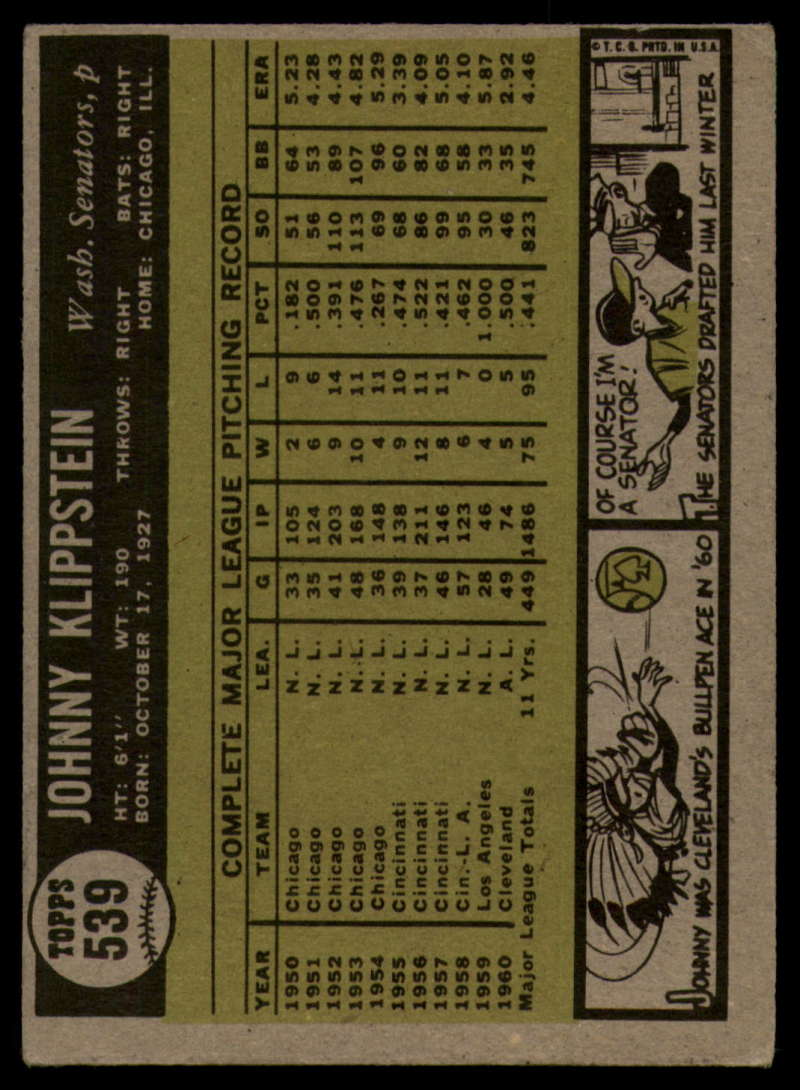 TOPPS
539
JOHNNY KLIPPSTEIN Wash. Senators, p
HT: 6'1" WT: 190 THROWS: RIGHT BATS: RIGHT
BORN: OCTOBER 17, 1927 HOME: CHICAGO, ILL.
COMPLETE MAJOR LEAGUE PITCHING RECORD
YEAR TEAM LEA. G IP W L PCT SO BB ERA
1950 Chicago N. L. 33 105 2 9 .182 51 64 5.23
1951 Chicago N. L. 35 124 6 6 .500 56 53 4.28
1952 Chicago N. L. 41 203 9 14 .391 110 89 4.43
1953 Chicago N. L. 48 168 10 11 .476 113 107 4.82
1954 Chicago N. L. 36 148 4 11 .267 69 96 5.29
1955 Cincinnati N. L. 39 138 9 10 .474 68 60 3.39
1956 Cincinnati N. L. 37 211 12 11 .522 86 82 4.09
1957 Cincinnati N. L. 46 146 8 11 .421 99 68 5.05
1958 Cin.-L. A. N. L. 57 123 6 7 .462 95 58 4.10
1959 Los Angeles N. L. 28 46 4 0 1.000 30 33 5.87
1960 Cleveland A. L. 49 74 5 5 .500 46 35 2.92
Major League Totals 11 Yrs. 449 1486 75 95 .441 823 745 4.46
JOHNNY WAS CLEVELAND'S BULLPEN ACE IN '60
OF COURSE I'M
A SENATOR!
THE SENATORS DRAFTED HIM LAST WINTER
© T. C. G. PRTD. IN U.S.A.